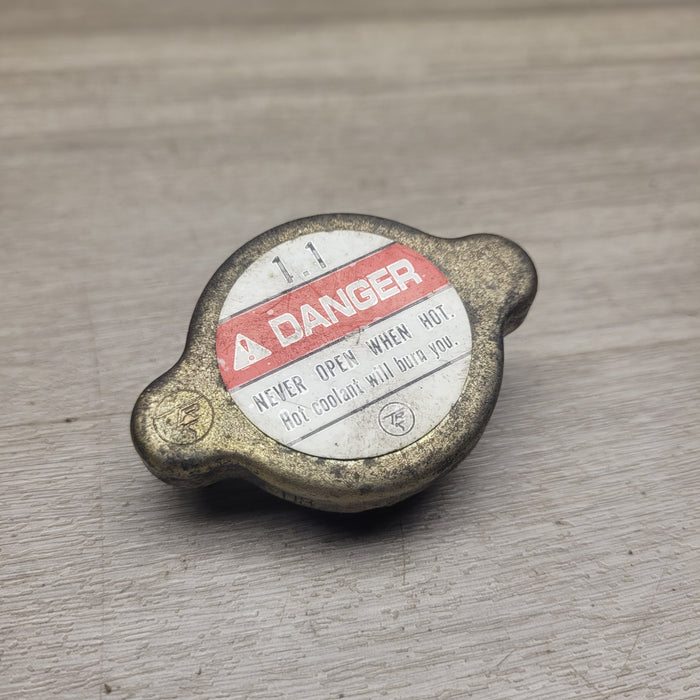 1.1
DANGER
NEVER OPEN WHEN HOT.
Hot coolant will burn you.